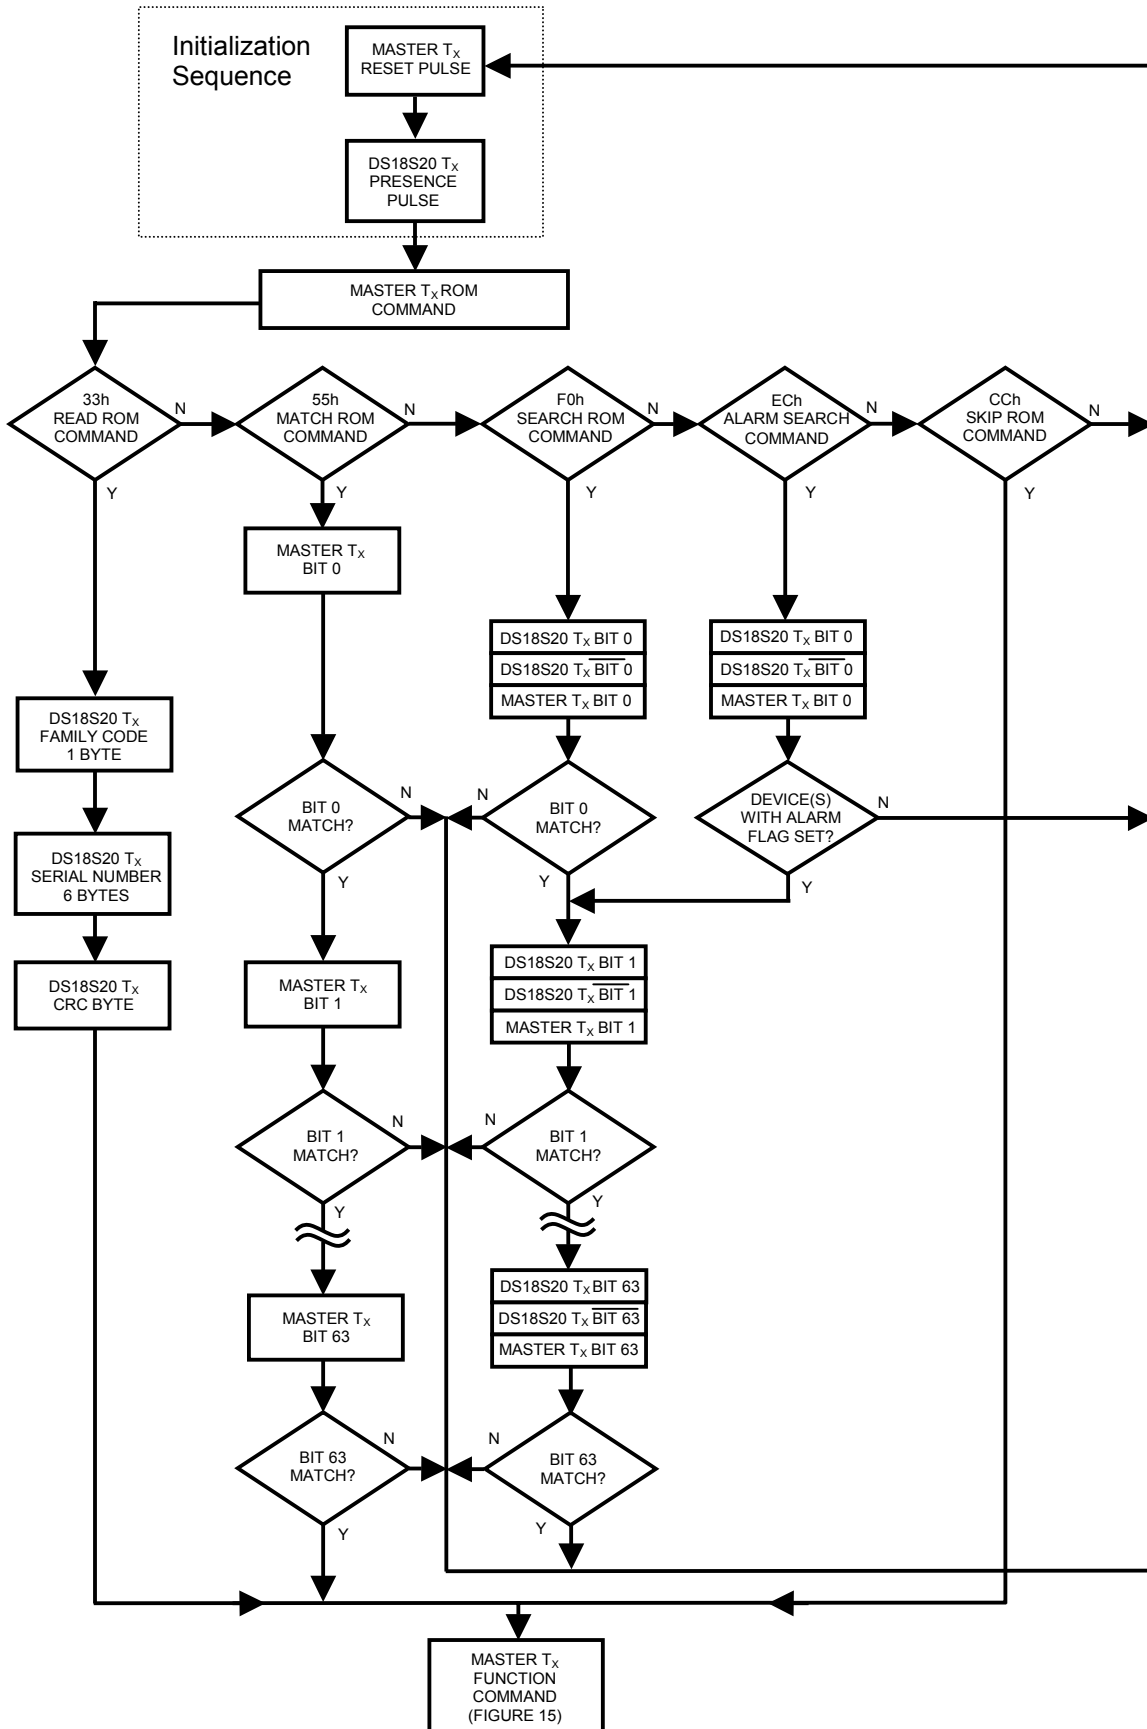 Initialization
Sequence
MASTER TX
RESET PULSE
DS18S20 TX
PRESENCE
PULSE
MASTER TX ROM
COMMAND
33h
READ ROM
COMMAND
N
Y
55h
MATCH ROM
COMMAND
N
Y
F0h
SEARCH ROM
COMMAND
N
Y
ECh
ALARM SEARCH
COMMAND
N
Y
CCh
SKIP ROM
COMMAND
N
Y
MASTER TX
BIT 0
DS18S20 TX BIT 0
DS18S20 TX BIT 0
MASTER TX BIT 0
DS18S20 TX BIT 0
DS18S20 TX BIT 0
MASTER TX BIT 0
DS18S20 TX
FAMILY CODE
1 BYTE
BIT 0
MATCH?
N
Y
N
BIT 0
MATCH?
Y
DEVICE(S)
WITH ALARM
FLAG SET?
N
Y
DS18S20 TX
SERIAL NUMBER
6 BYTES
DS18S20 TX
CRC BYTE
MASTER TX
BIT 1
DS18S20 TX BIT 1
DS18S20 TX BIT 1
MASTER TX BIT 1
BIT 1
MATCH?
N
Y
N
BIT 1
MATCH?
Y
MASTER TX
BIT 63
DS18S20 TX BIT 63
DS18S20 TX BIT 63
MASTER TX BIT 63
BIT 63
MATCH?
N
Y
N
BIT 63
MATCH?
Y
MASTER TX
FUNCTION
COMMAND
(FIGURE 15)